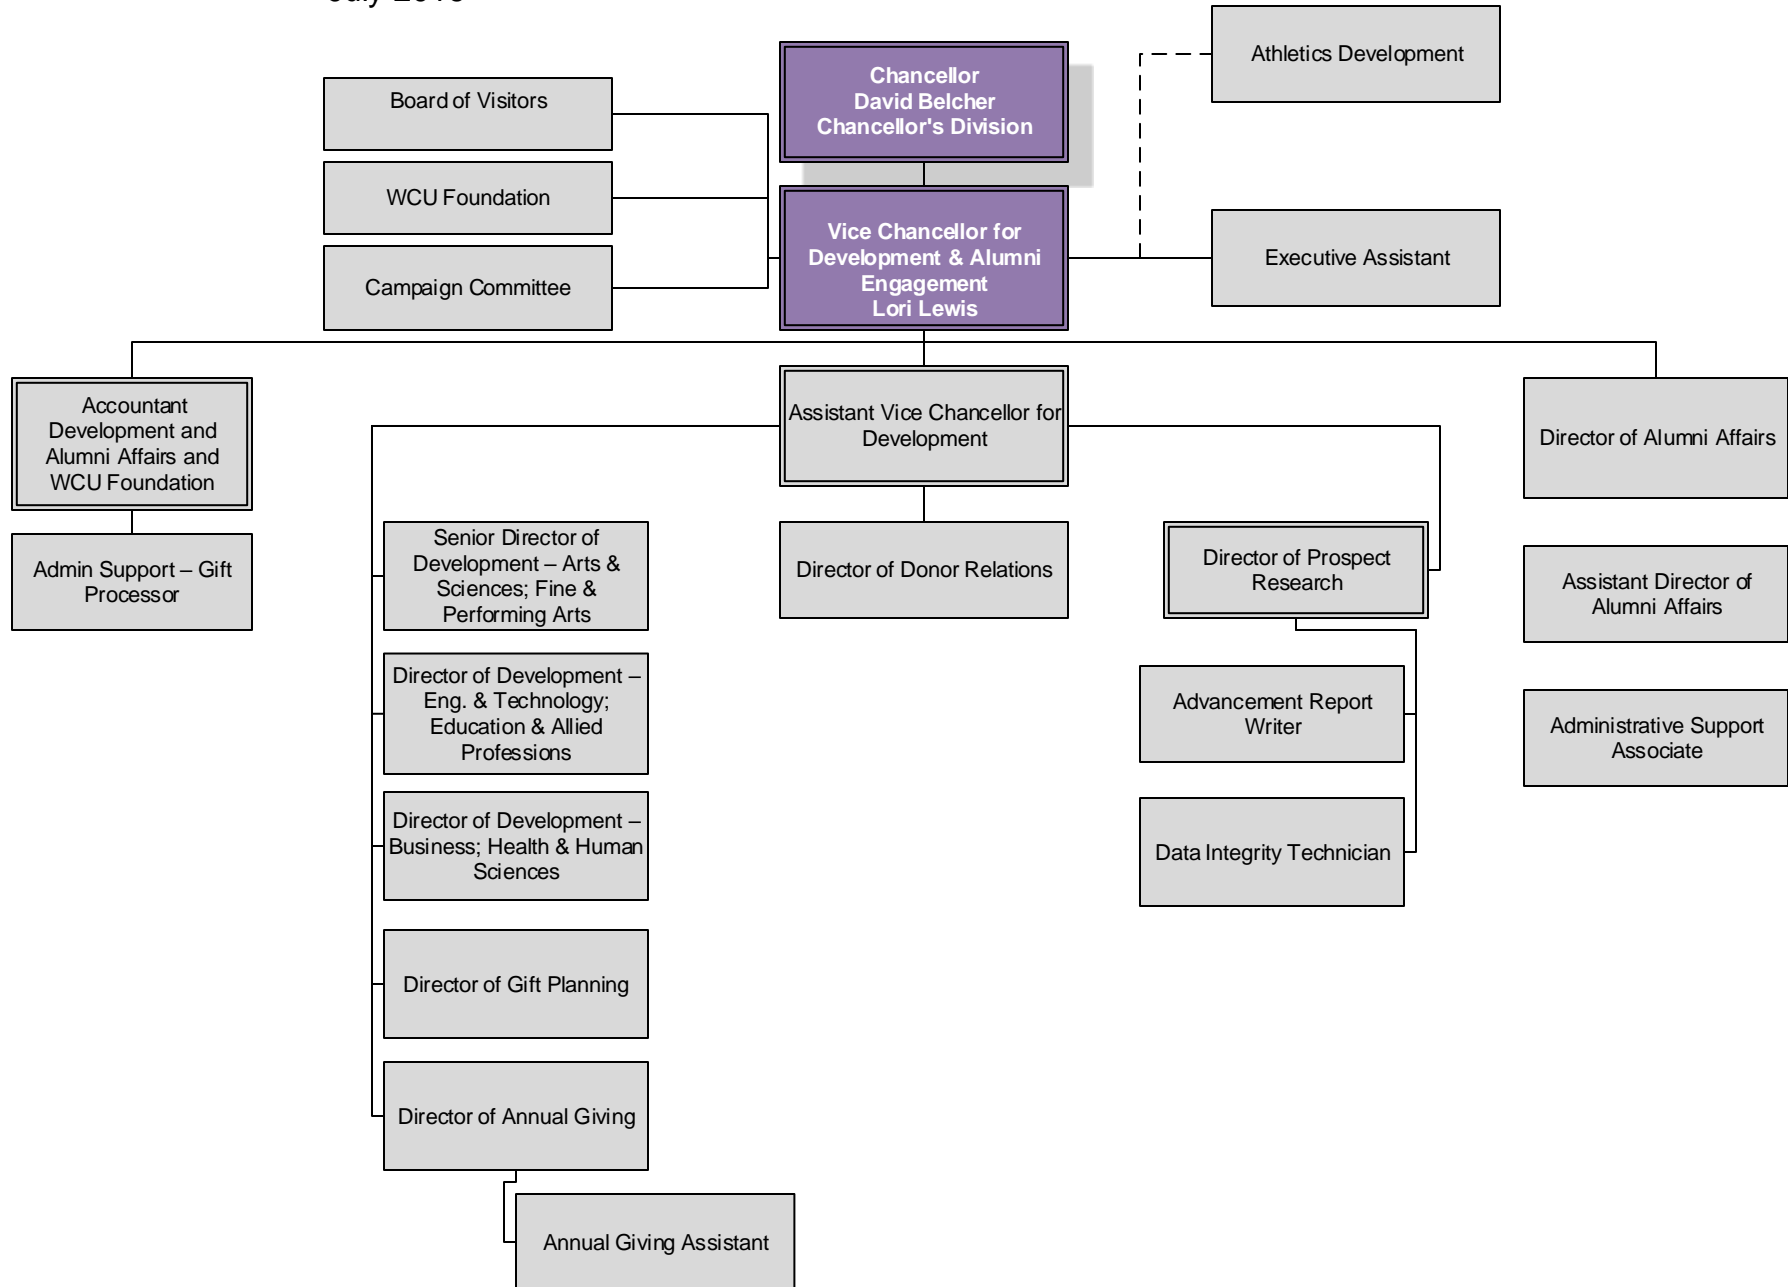 July
Athletics Development
Chancellor
David Belcher
Chancellor's Division
Board of Visitors
WCU Foundation
Campaign Committee
Vice Chancellor for
Development & Alumni
Engagement
Lori Lewis
Executive Assistant
Accountant
Development and
Alumni Affairs and
WCU Foundation
Assistant Vice Chancellor for
Development
Director of Alumni Affairs
Admin Support – Gift
Processor
Senior Director of
Development – Arts &
Sciences; Fine &
Performing Arts
Director of Donor Relations
Director of Prospect
Research
Assistant Director of
Alumni Affairs
Director of Development –
Eng. & Technology;
Education & Allied
Professions
Advancement Report
Writer
Administrative Support
Associate
Director of Development –
Business; Health & Human
Sciences
Data Integrity Technician
Director of Gift Planning
Director of Annual Giving
Annual Giving Assistant